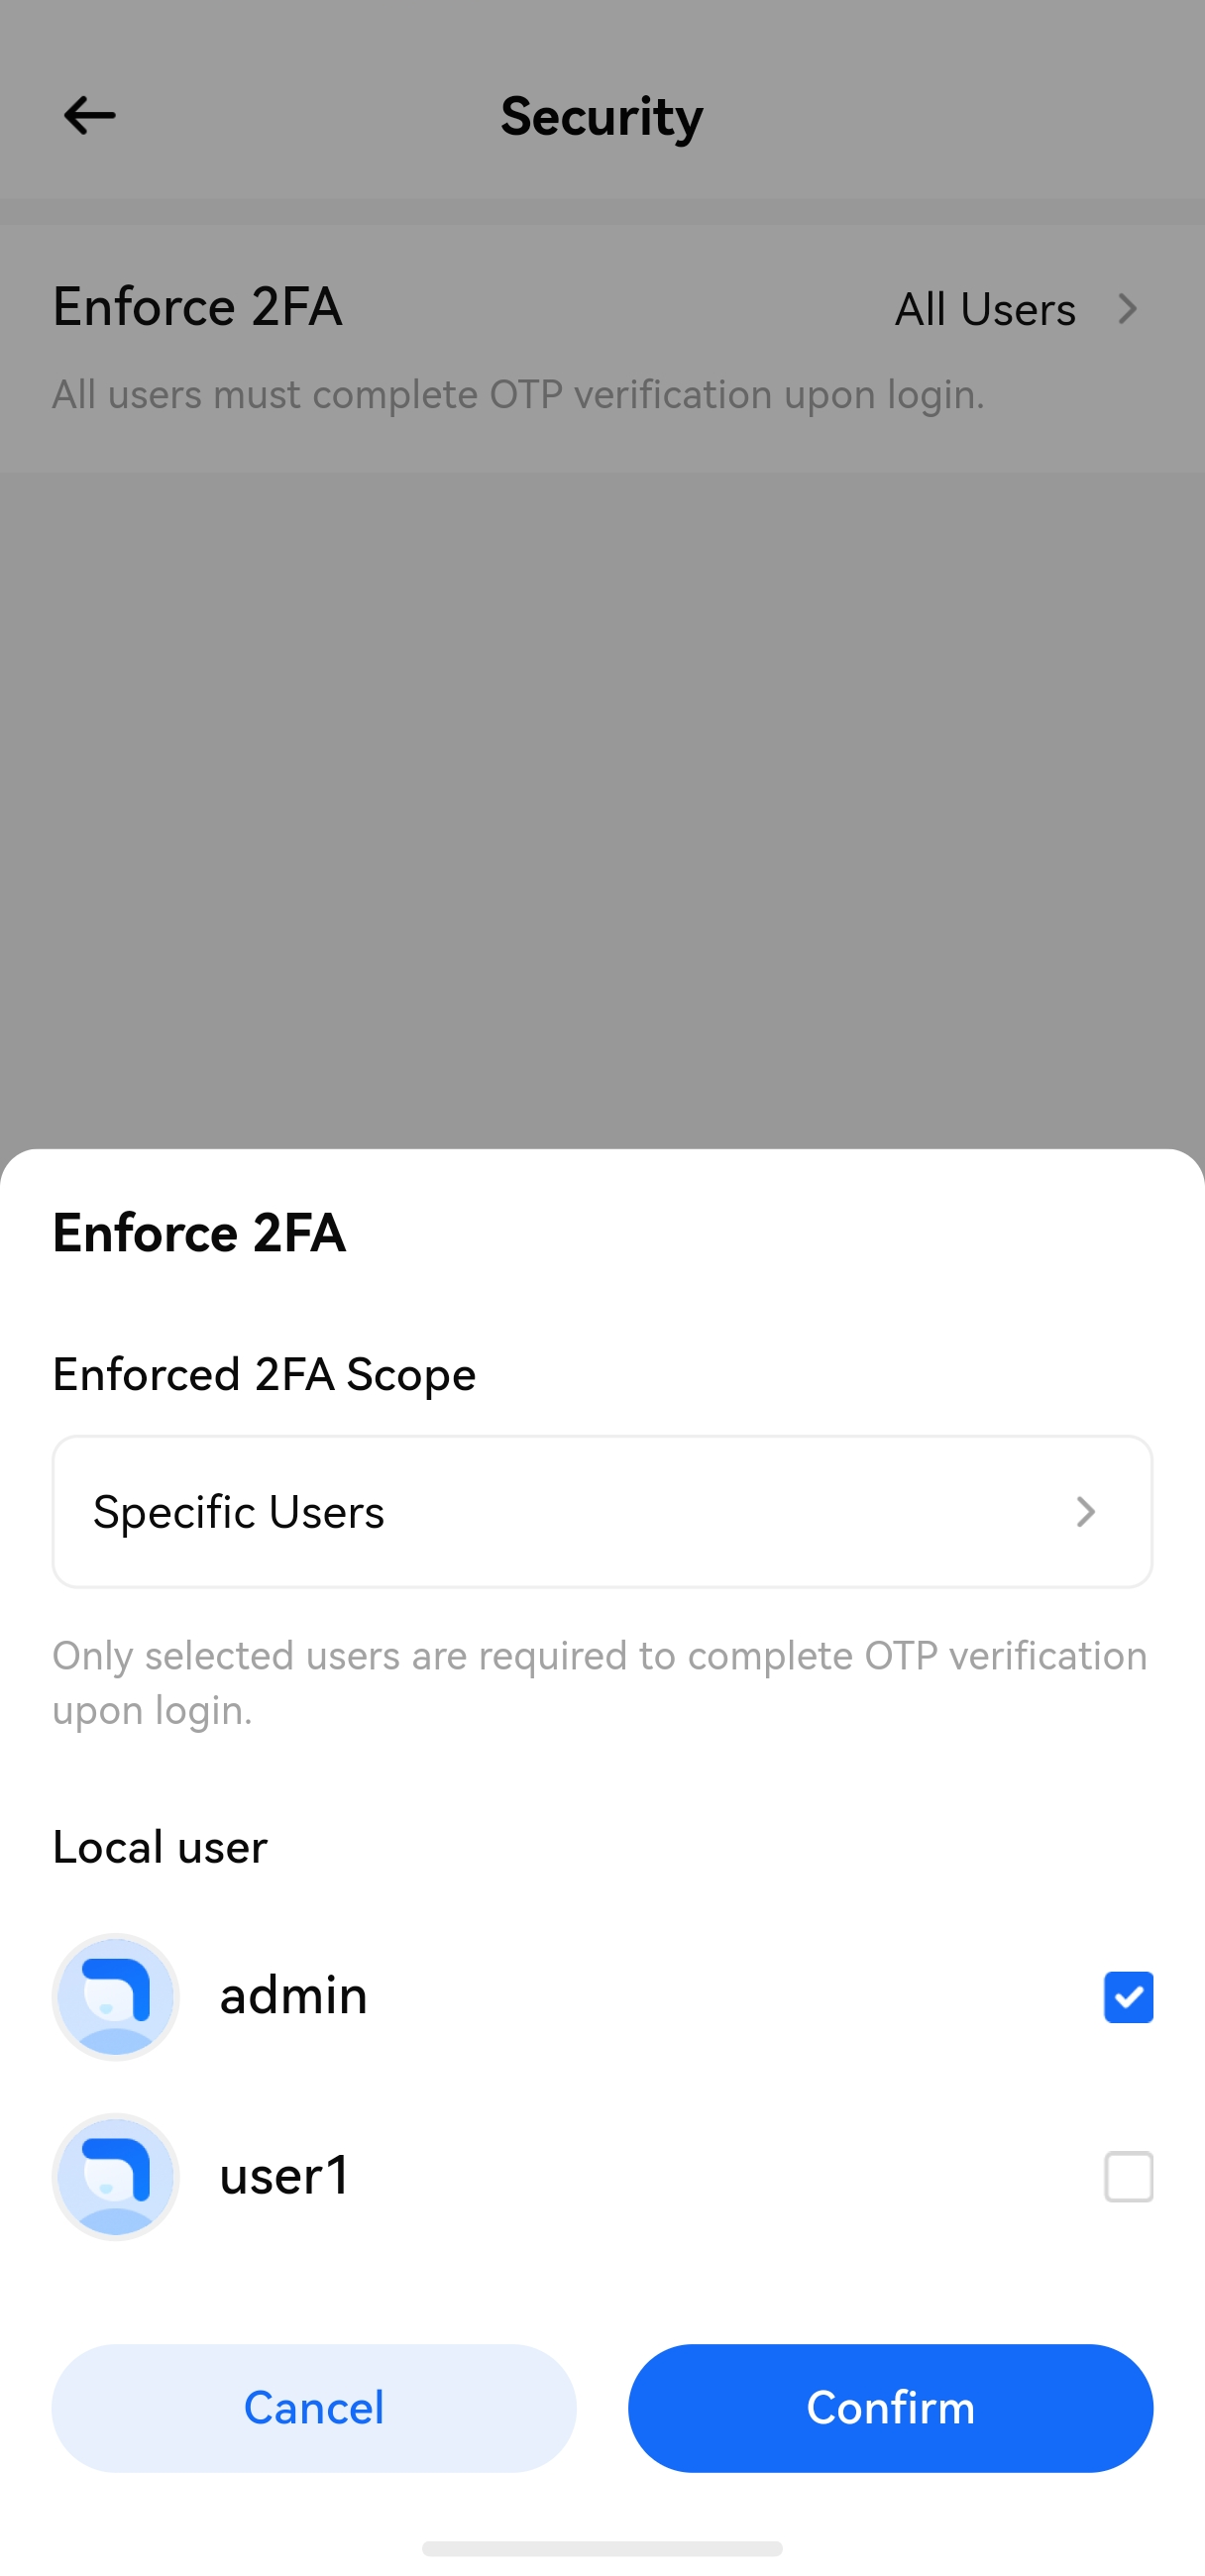 Security
Enforce 2FA
All Users
All users must complete OTP verification upon login.
Enforce 2FA
Enforced 2FA Scope
Specific Users
Only selected users are required to complete OTP verification
upon login.
Local user
admin
user1
Cancel
Confirm